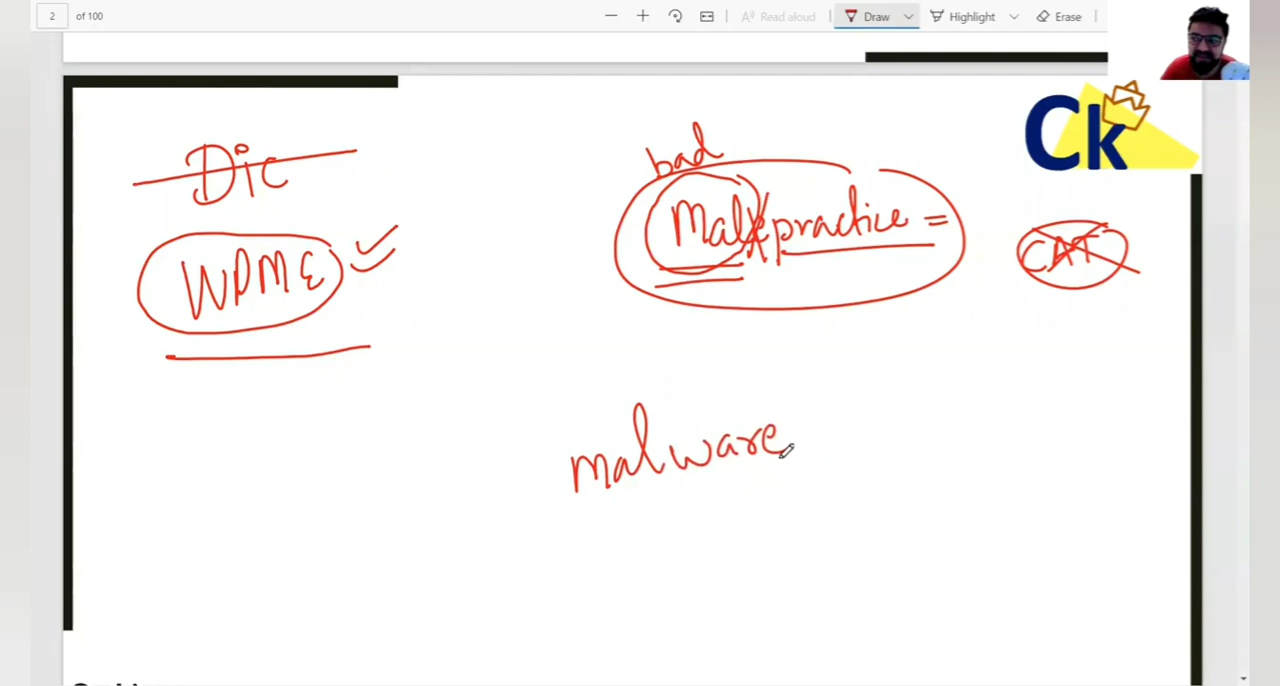 2 of 100 Read aloud Draw Highlight Erase
Ck
Dic
bad
Malpractice =
CAT
WPME
malware